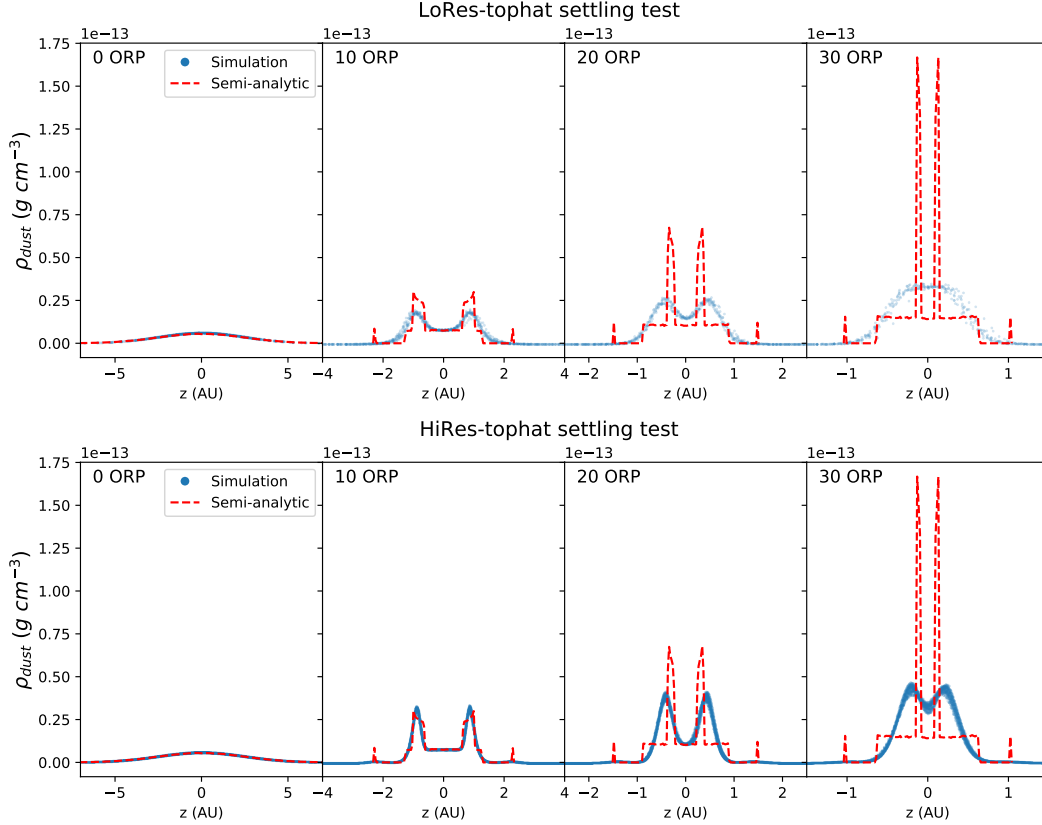 LoRes-tophat settling test
1e−13 1e−13 1e−13
0 ORP 10 ORP 20 ORP 30 ORP
Simulation
Semi-analytic
1.75
1.50
1.25
1.00
0.75
0.50
0.25
0.00
ρdust (g cm−3)
−5 0 5 −4 −2 0 2 4 −2 −1 0 1 2 −1 0 1
z (AU) z (AU) z (AU) z (AU)
HiRes-tophat settling test
1e−13 1e−13 1e−13
0 ORP 10 ORP 20 ORP 30 ORP
Simulation
Semi-analytic
1.75
1.50
1.25
1.00
0.75
0.50
0.25
0.00
ρdust (g cm−3)
−5 0 5 −4 −2 0 2 4 −2 −1 0 1 2 −1 0 1
z (AU) z (AU) z (AU) z (AU)